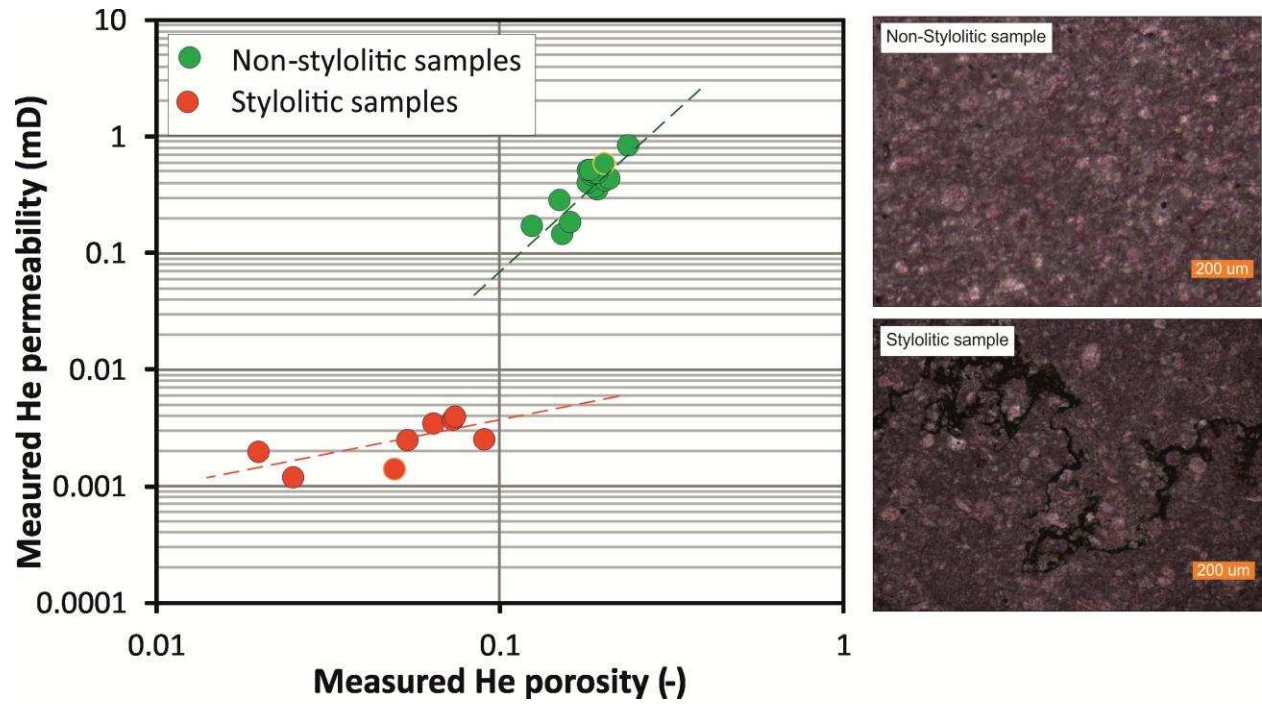 Meaured He permeability (mD)
10
1
0.1
0.01
0.001
0.0001
Non-stylolitic samples
Stylolitic samples
0.01
0.1
1
Measured He porosity (-)
Non-Stylolitic sample
200 um
Stylolitic sample
200 um